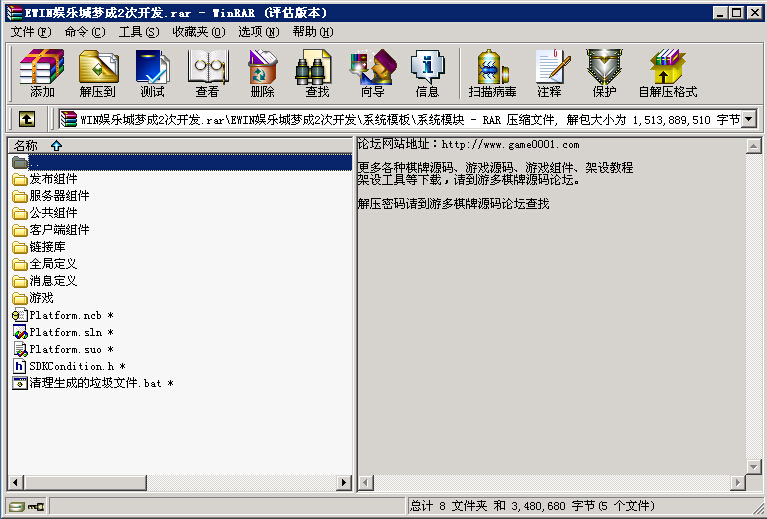 EWIN娱乐城梦成2次开发.rar - WinRAR (评估版本)
文件(F) 命令(C) 工具(S) 收藏夹(O) 选项(N) 帮助(H)
添加 解压到 测试 查看 删除 查找 向导 信息 扫描病毒 注释 保护 自解压格式
WIN娱乐城梦成2次开发.rar\EWIN娱乐城梦成2次开发\系统模板\系统模块 - RAR 压缩文件, 解包大小为 1,513,889,510 字节
名称
..
发布组件
服务器组件
公共组件
客户端组件
链接库
全局定义
消息定义
游戏
Platform.ncb *
Platform.sln *
Platform.suo *
SDKCondition.h *
清理生成的垃圾文件.bat *
论坛网站地址：http://www.game0001.com
更多各种棋牌源码、游戏源码、游戏组件、架设教程
架设工具等下载，请到游多棋牌源码论坛。
解压密码请到游多棋牌源码论坛查找
总计 8 文件夹 和 3,480,680 字节(5 个文件)